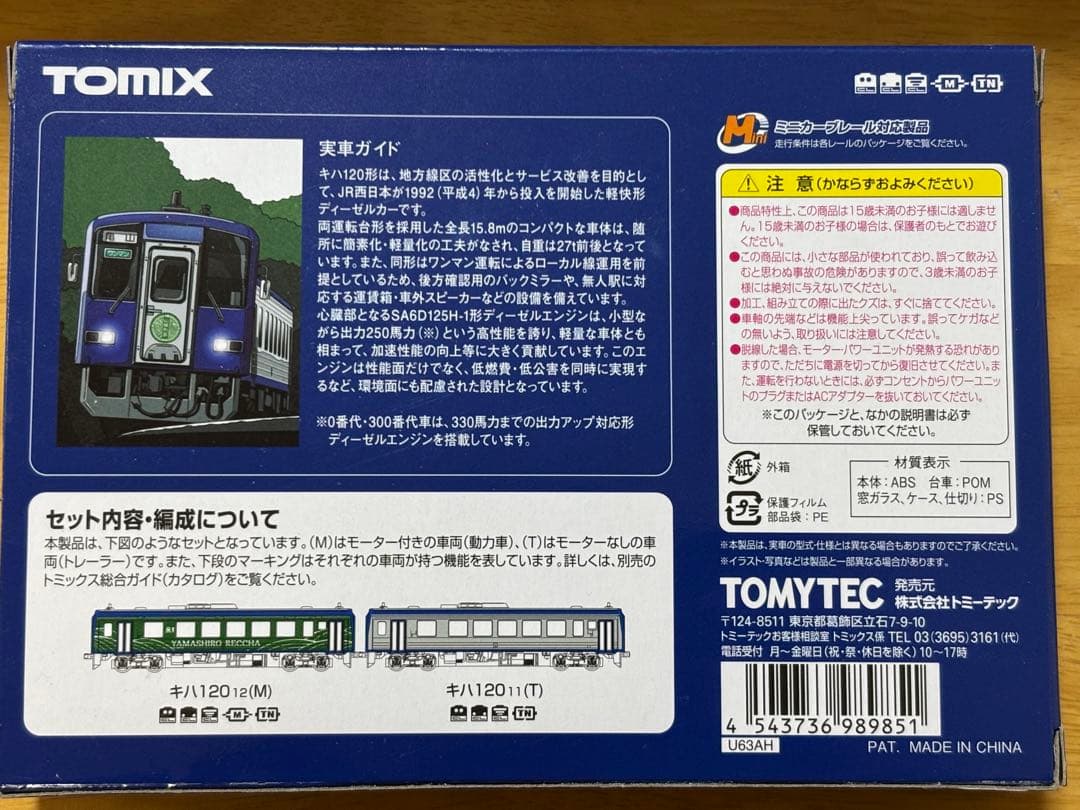 TOMIX
M
TN
実車ガイド
キハ120形は、地方線区の活性化とサービス改善を目的とし
て、JR西日本が1992(平成4)年から投入を開始した軽快形
ディーゼルカーです。
両運転台形を採用した全長15.8mのコンパクトな車体は、随
所に簡素化・軽量化の工夫がなされ、自重は27t前後となって
います。また、同形はワンマン運転によるローカル線運用を前
提としているため、後方確認用のバックミラーや、無人駅に対
応する運賃箱・車外スピーカーなどの設備を備えています。
心臓部となるSA6D125H-1形ディーゼルエンジンは、小型な
がら出力250馬力(※)という高性能を誇り、軽量な車体とも
相まって、加速性能の向上等に大きく貢献しています。このエ
ンジンは性能面だけでなく、低燃費・低公害を同時に実現す
るなど、環境面にも配慮された設計となっています。
※0番代・300番代車は、330馬力までの出力アップ対応形
ディーゼルエンジンを搭載しています。
ワンマン
Mini
ミニカーブレール対応製品
走行条件は各レールのパッケージをご覧ください。
注 意(かならずおよみください)
●商品特性上、この商品は15歳未満のお子様には適しませ
ん。15歳未満のお子様の場合は、保護者のもとでお遊び
ください。
●この商品には、小さな部品が使われており、誤って飲み込
むと思わぬ事故の危険がありますので、3歳未満のお子
様には絶対に与えないでください。
●加工、組み立ての際に出たクズは、すぐに捨ててください。
●車軸の先端などは機能上尖っています。誤ってケガなど
の無いよう、取り扱いには注意してください。
●脱線した場合、モーターパワーユニットが発熱する恐れがあり
ますので、ただちに電源を切ってから復旧させてください。ま
た、運転を行わないときには、必ずコンセントからパワーユニッ
トのプラグまたはACアダプターを抜いておいてください。
※このパッケージと、なかの説明書は必ず
保管しておいてください。
紙
外箱
プラ
保護フィルム
部品袋:PE
材質表示
本体:ABS 台車:POM
窓ガラス、ケース、仕切り:PS
※本製品は、実車の型式・仕様とは異なる場合もありますのでご了承ください。
※イラスト・写真などは製品と一部異なる場合があります。
TOMYTEC 発売元
株式会社トミーテック
〒124-8511 東京都葛飾区立石7-9-10
トミーテックお客様相談室 トミックス係 TEL 03(3695)3161(代)
電話受付 月〜金曜日(祝・祭・休日を除く)10〜17時
4 543736 989851
U63AH
PAT. MADE IN CHINA
セット内容・編成について
本製品は、下図のようなセットとなっています。(M)はモーター付きの車両(動力車)、(T)はモーターなしの車
両(トレーラー)です。また、下段のマーキングはそれぞれの車両が持つ機能を表しています。詳しくは、別売の
トミックス総合ガイド(カタログ)をご覧ください。
YAMASHIRO RECCHA
キハ120 12(M)
キハ120 11(T)
M
TN
TN